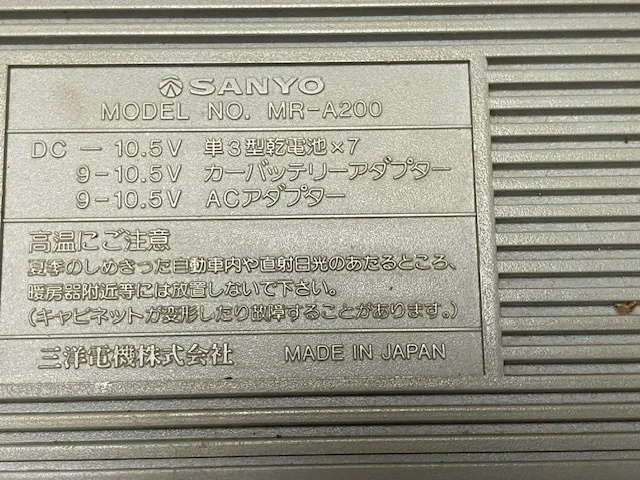 SANYO
MODEL NO. MR-A200
DC — 10.5V 単3型乾電池×7
9-10.5V カーバッテリーアダプター
9-10.5V ACアダプター
高温にご注意
夏季のしめきった自動車内や直射日光のあたるところ、
暖房器附近等には放置しないで下さい。
(キャビネットが変形したり故障することがあります。)
三洋電機株式会社 MADE IN JAPAN